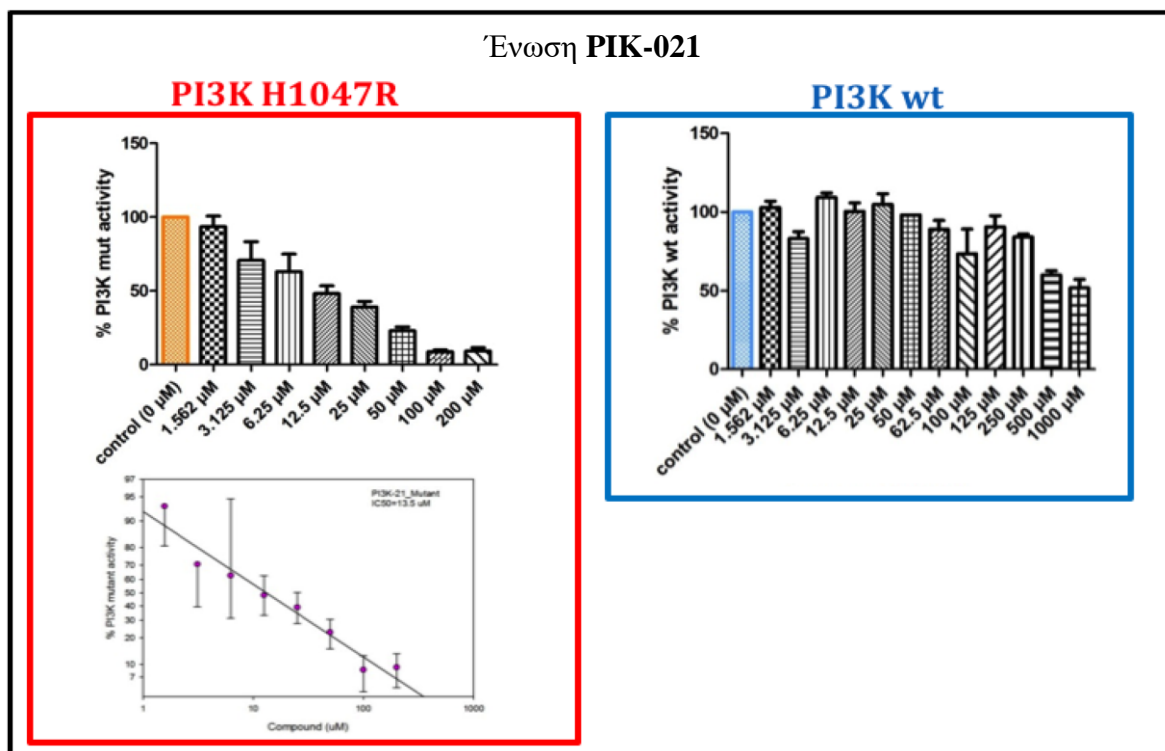 Ένωση PIK-021
PI3K H1047R
% PI3K mut activity
150
100
50
0
control (0 µM)
1.562 µM
3.125 µM
6.25 µM
12.5 µM
25 µM
50 µM
100 µM
200 µM
PI3K-21_Mutant
IC50=13.5 uM
% PI3K mutant activity
97
95
90
80
70
60
50
40
30
20
10
7
1
10
100
1000
Compound (uM)
PI3K wt
% PI3K wt activity
150
100
50
0
control (0 µM)
1.562 µM
3.125 µM
6.25 µM
12.5 µM
25 µM
50 µM
62.5 µM
100 µM
125 µM
250 µM
500 µM
1000 µM